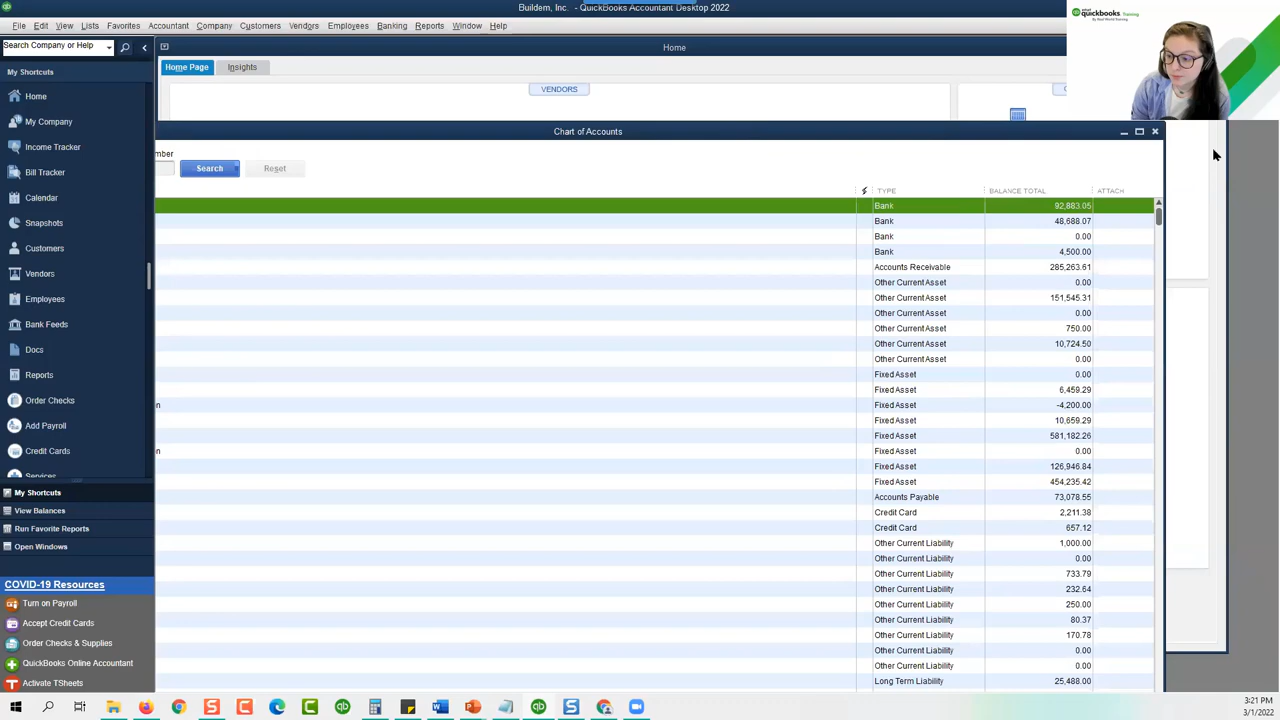 Buildem, Inc. - QuickBooks Accountant Desktop 2022
File Edit View Lists Favorites Accountant Company Customers Vendors Employees Banking Reports Window Help
Search Company or Help
Home
intuit
quickbooks Training
By Real World Training
My Shortcuts
Home Page Insights
VENDORS
Home
My Company
Income Tracker
Bill Tracker
Calendar
Snapshots
Customers
Vendors
Employees
Bank Feeds
Docs
Reports
Order Checks
Add Payroll
Credit Cards
Services
My Shortcuts
View Balances
Run Favorite Reports
Open Windows
COVID-19 Resources
Turn on Payroll
Accept Credit Cards
Order Checks & Supplies
QuickBooks Online Accountant
Activate TSheets
Chart of Accounts
mber
Search Reset
TYPE BALANCE TOTAL ATTACH
Bank 92,883.05
Bank 48,688.07
Bank 0.00
Bank 4,500.00
Accounts Receivable 285,263.61
Other Current Asset 0.00
Other Current Asset 151,545.31
Other Current Asset 0.00
Other Current Asset 750.00
Other Current Asset 10,724.50
Other Current Asset 0.00
Fixed Asset 0.00
Fixed Asset 6,459.29
n Fixed Asset -4,200.00
Fixed Asset 10,659.29
Fixed Asset 581,182.26
n Fixed Asset 0.00
Fixed Asset 126,946.84
Fixed Asset 454,235.42
Accounts Payable 73,078.55
Credit Card 2,211.38
Credit Card 657.12
Other Current Liability 1,000.00
Other Current Liability 0.00
Other Current Liability 733.79
Other Current Liability 232.64
Other Current Liability 250.00
Other Current Liability 80.37
Other Current Liability 170.78
Other Current Liability 0.00
Other Current Liability 0.00
Long Term Liability 25,488.00
3:21 PM
3/1/2022